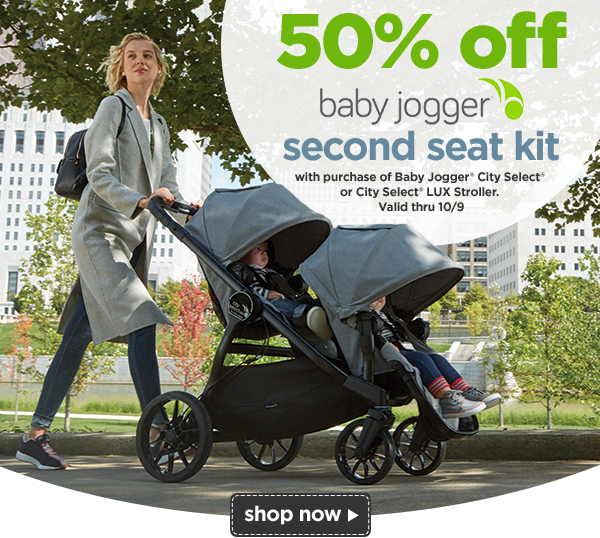 50% off
baby jogger
second seat kit
with purchase of Baby Jogger® City Select®
or City Select® LUX Stroller.
Valid thru 10/9
shop now ▶